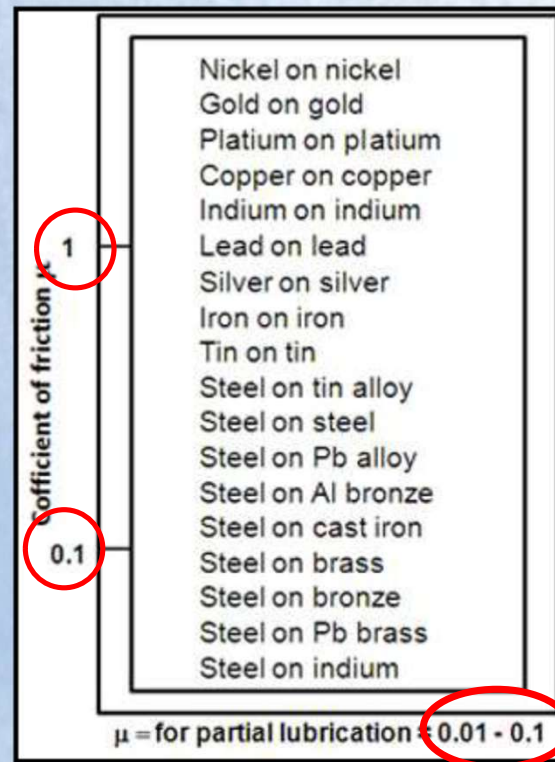 Nickel on nickel
Gold on gold
Platium on platium
Copper on copper
Indium on indium
1
Lead on lead
Silver on silver
Iron on iron
Tin on tin
Steel on tin alloy
Steel on steel
Steel on Pb alloy
Steel on Al bronze
Steel on cast iron
0.1
Steel on brass
Steel on bronze
Steel on Pb brass
Steel on indium
Cofficient of friction μ
μ = for partial lubrication = 0.01 - 0.1